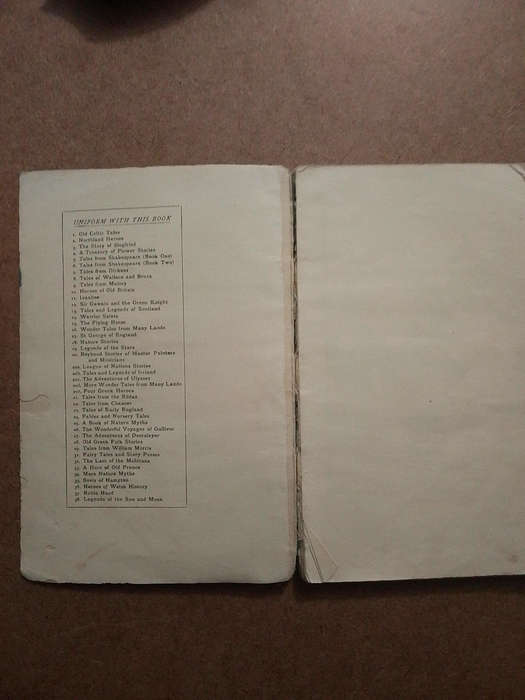 UNIFORM WITH THIS BOOK
1. Old Celtic Tales
2. Northland Heroes
3. The Story of Siegfried
4. A Treasury of Flower Stories
5. Tales from Shakespeare (Book One)
6. Tales from Shakespeare (Book Two)
7. Tales from Dickens
8. Tales of Wallace and Bruce
9. Tales from Malory
10. Heroes of Old Britain
11. Ivanhoe
12. Sir Gawain and the Green Knight
13. Tales and Legends of Scotland
14. Warrior Saints
15. The Flying Horse
16. Wonder Tales from Many Lands
17. St George of England
18. Nature Stories
19. Legends of the Stars
20. Boyhood Stories of Master Painters
and Musicians
20a. League of Nations Stories
20b. Tales and Legends of Ireland
20c. The Adventures of Ulysses
20d. More Wonder Tales from Many Lands
20e. Four Greek Heroes
21. Tales from the Eddas
22. Tales from Chaucer
23. Tales of Early England
24. Fables and Nursery Tales
25. A Book of Nature Myths
26. The Wonderful Voyages of Gulliver
27. The Adventures of Deerslayer
28. Old Greek Folk Stories
29. Tales from William Morris
31. Fairy Tales and Story Poems
32. The Last of the Mohicans
33. A Hero of Old France
34. More Nature Myths
35. Bevis of Hampton
36. Heroes of Welsh History
37. Robin Hood
38. Legends of the Sun and Moon